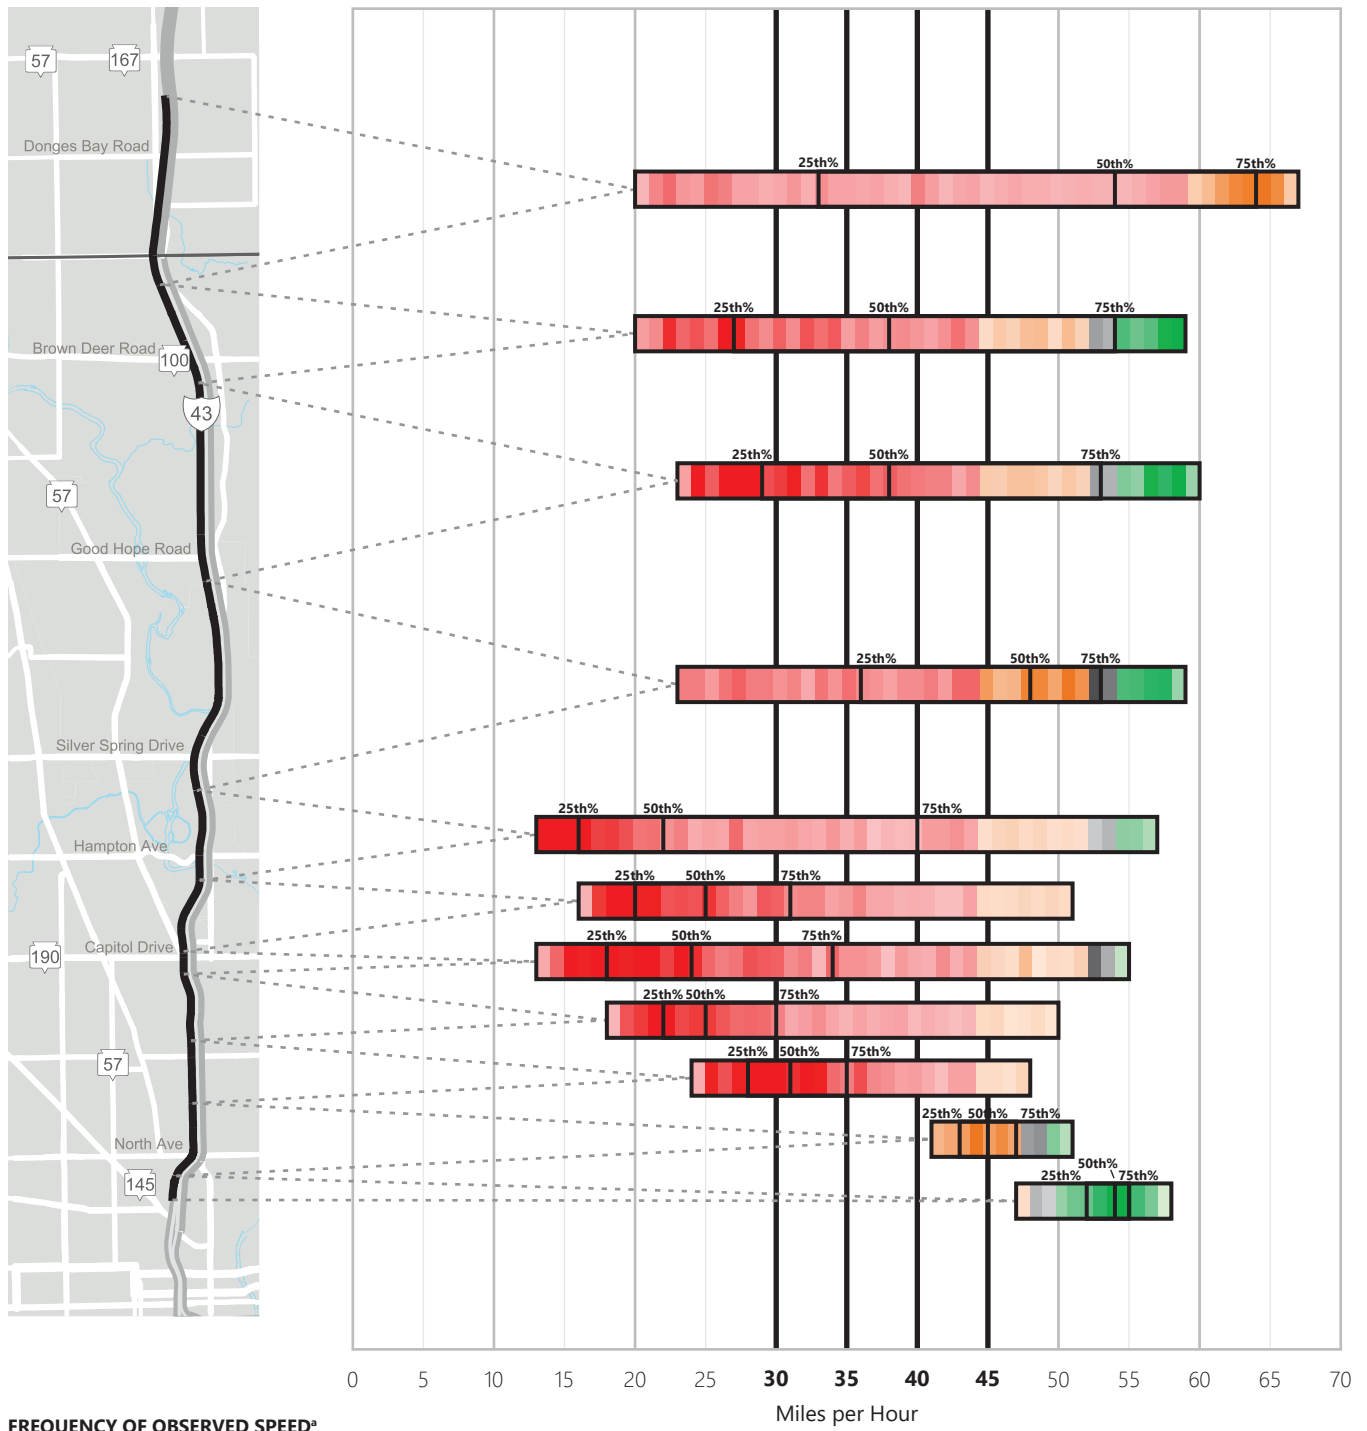 57
167
Donges Bay Road
Brown Deer Road
100
43
57
Good Hope Road
Silver Spring Drive
Hampton Ave
Capitol Drive
190
57
North Ave
145
25th%
50th%
75th%
25th%
50th%
75th%
25th%
50th%
75th%
25th%
50th%
75th%
25th%
50th%
75th%
25th%
50th%
75th%
25th%
50th%
75th%
25th%
50th%
75th%
25th%
50th%
75th%
25th%
50th%
75th%
50th%
25th%
75th%
0 5 10 15 20 25 30 35 40 45 50 55 60 65 70
Miles per Hour
FREQUENCY OF OBSERVED SPEEDª